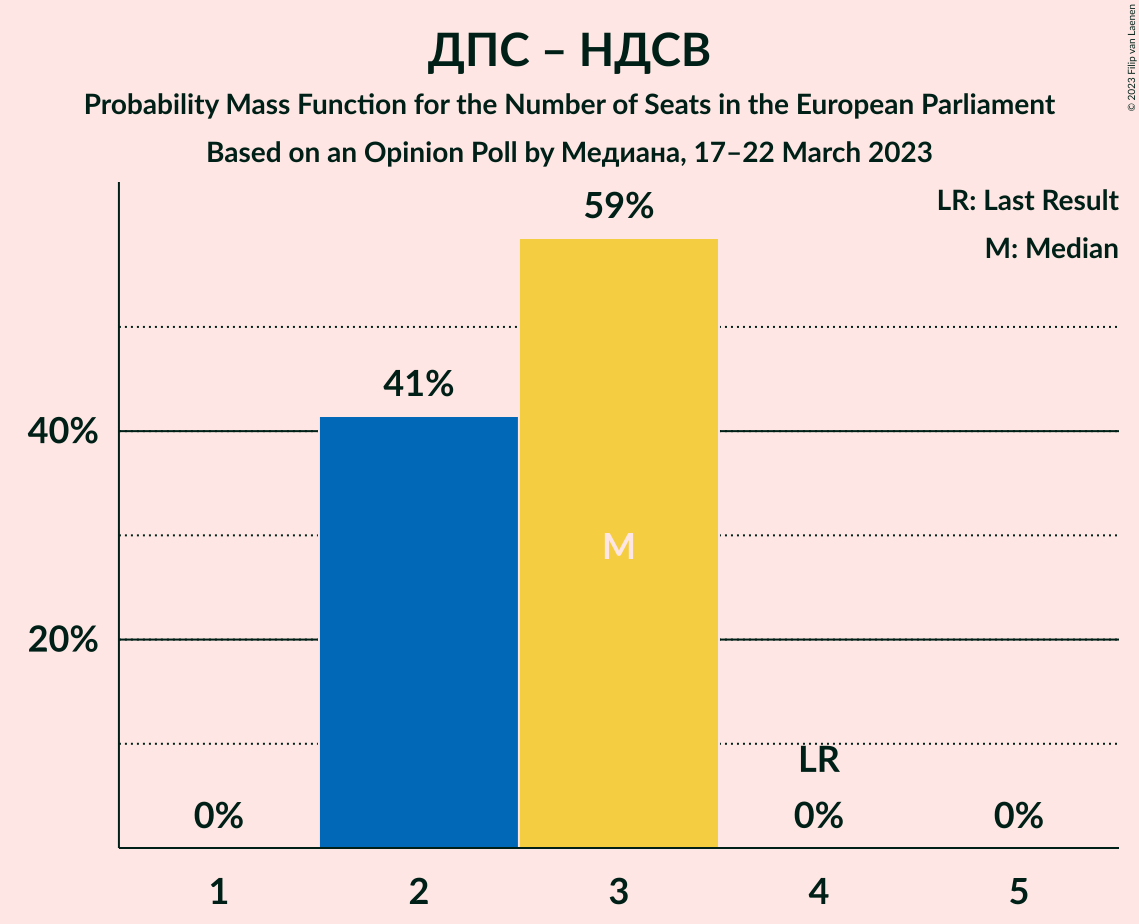 ДПС – НДСВ
Probability Mass Function for the Number of Seats in the European Parliament
Based on an Opinion Poll by Медиана, 17–22 March 2023
© 2023 Filip van Laenen
LR: Last Result
M: Median
59%
41%
40%
M
20%
LR
0%
0%
0%
1
2
3
4
5